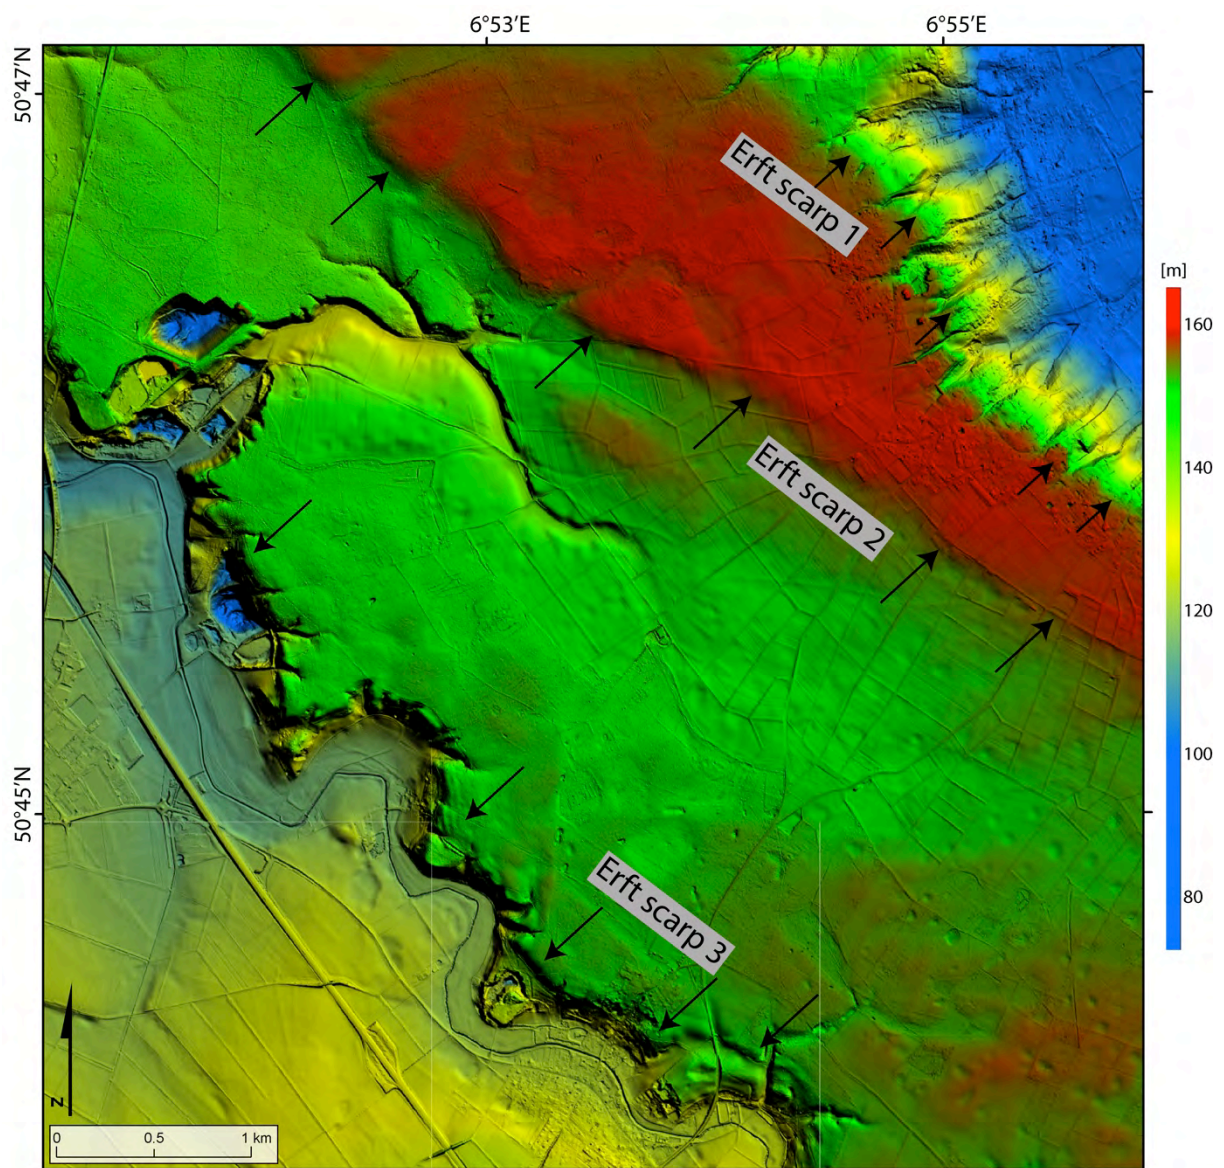 6°53′E
6°55′E
50°47′N
Erft scarp 1
[m]
160
Erft scarp 2
140
120
100
50°45′N
Erft scarp 3
80
N
0 0.5 1 km